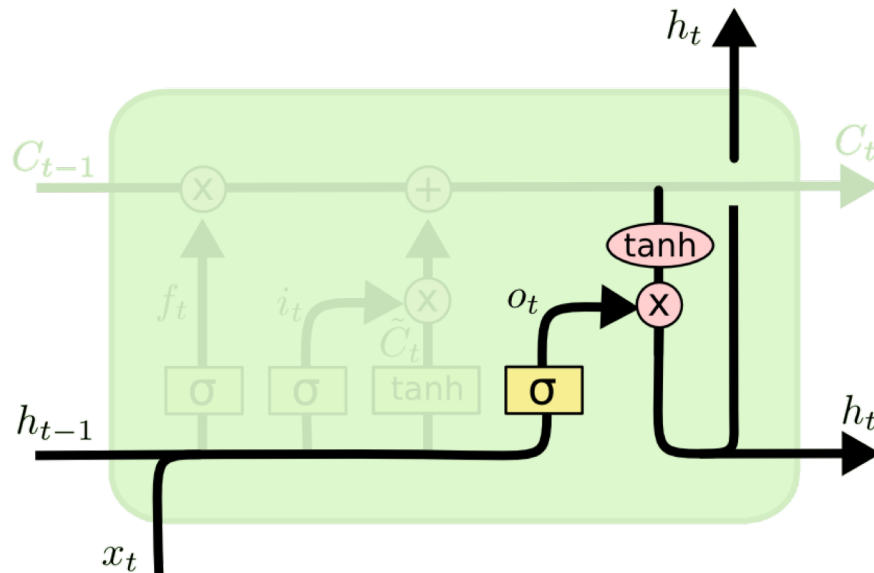 h_t
C_{t-1}
C_t
x
+
tanh
f_t
i_t
x
o_t
x
C̃_t
σ
σ
tanh
σ
h_{t-1}
h_t
x_t